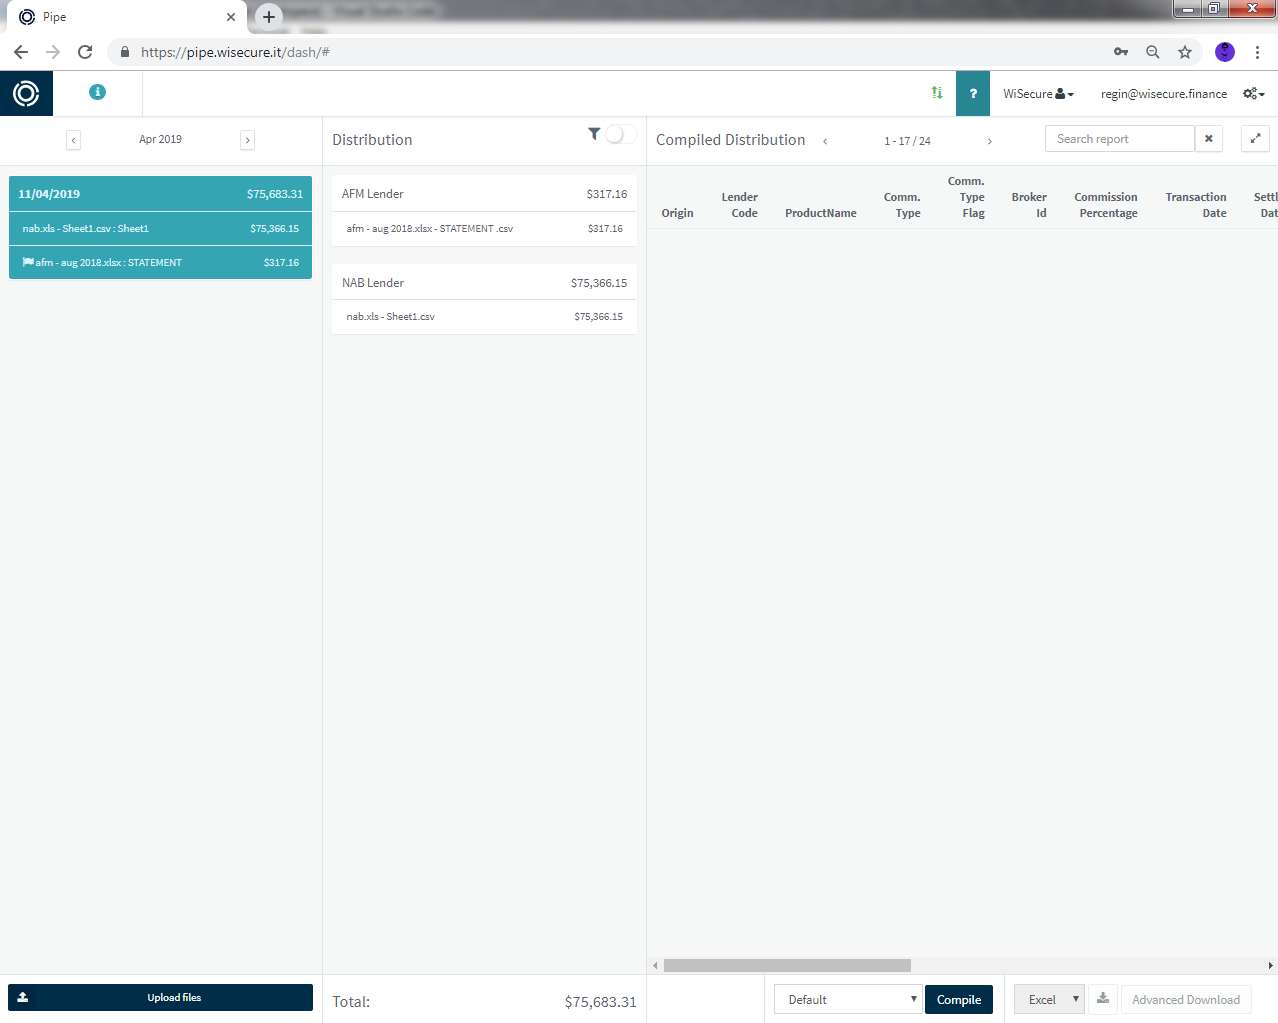 Pipe
Visual Studio Code
https://pipe.wisecure.it/dash/#
?
WiSecure
regin@wisecure.finance
Apr 2019
Distribution
Compiled Distribution
1 - 17 / 24
Search report
11/04/2019 $75,683.31
nab.xls - Sheet1.csv : Sheet1 $75,366.15
afm - aug 2018.xlsx : STATEMENT $317.16
AFM Lender $317.16
afm - aug 2018.xlsx - STATEMENT .csv $317.16
NAB Lender $75,366.15
nab.xls - Sheet1.csv $75,366.15
Origin
Lender
Code
ProductName
Comm.
Type
Comm.
Type
Flag
Broker
Id
Commission
Percentage
Transaction
Date
Settl
Dat
Upload files
Total: $75,683.31
Default
Compile
Excel
Advanced Download